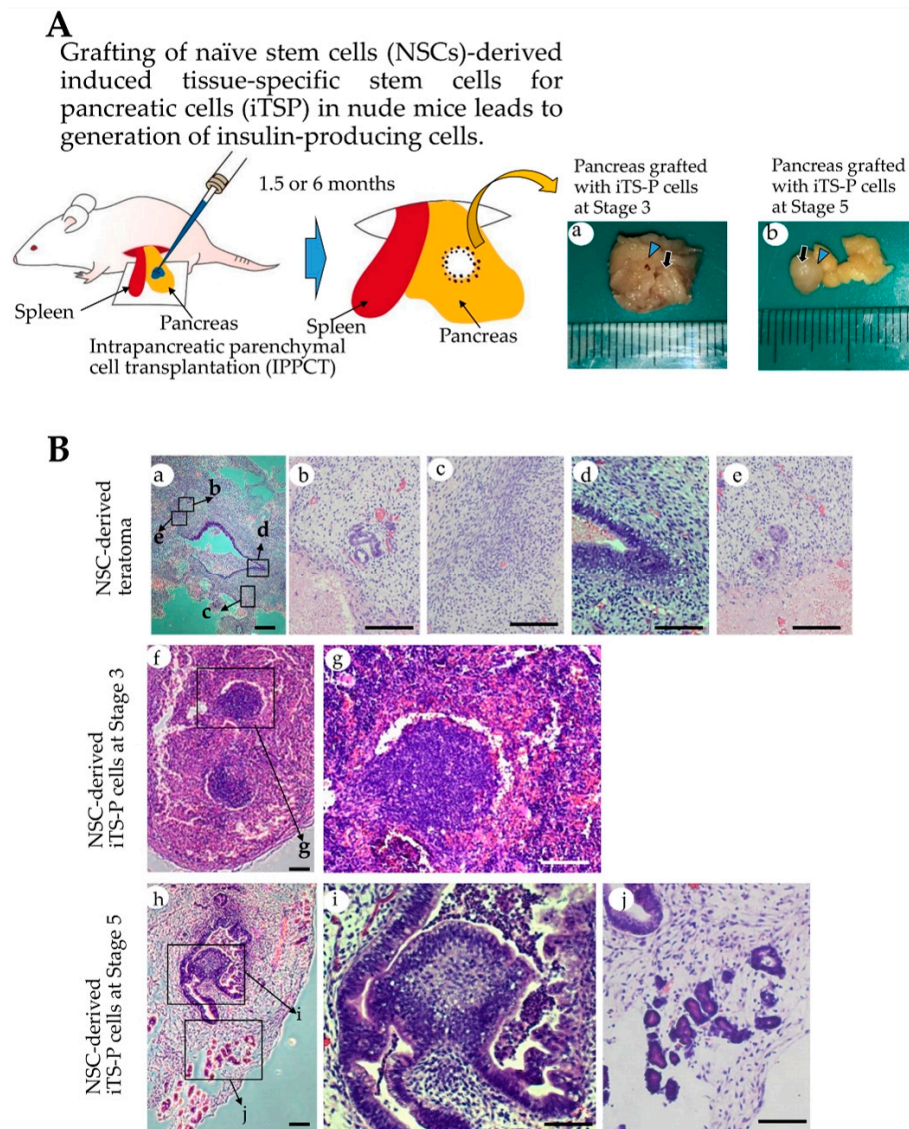 A
Grafting of naïve stem cells (NSCs)-derived
induced tissue-specific stem cells for
pancreatic cells (iTSP) in nude mice leads to
generation of insulin-producing cells.
1.5 or 6 months
Pancreas grafted
with iTS-P cells
at Stage 3
Pancreas grafted
with iTS-P cells
at Stage 5
a
b
Spleen
Pancreas
Spleen
Pancreas
Intrapancreatic parenchymal
cell transplantation (IPPCT)
B
NSC-derived
teratoma
a
b
e
d
c
b
c
d
e
NSC-derived
iTS-P cells at Stage 3
f
g
g
NSC-derived
iTS-P cells at Stage 5
h
i
j
i
j